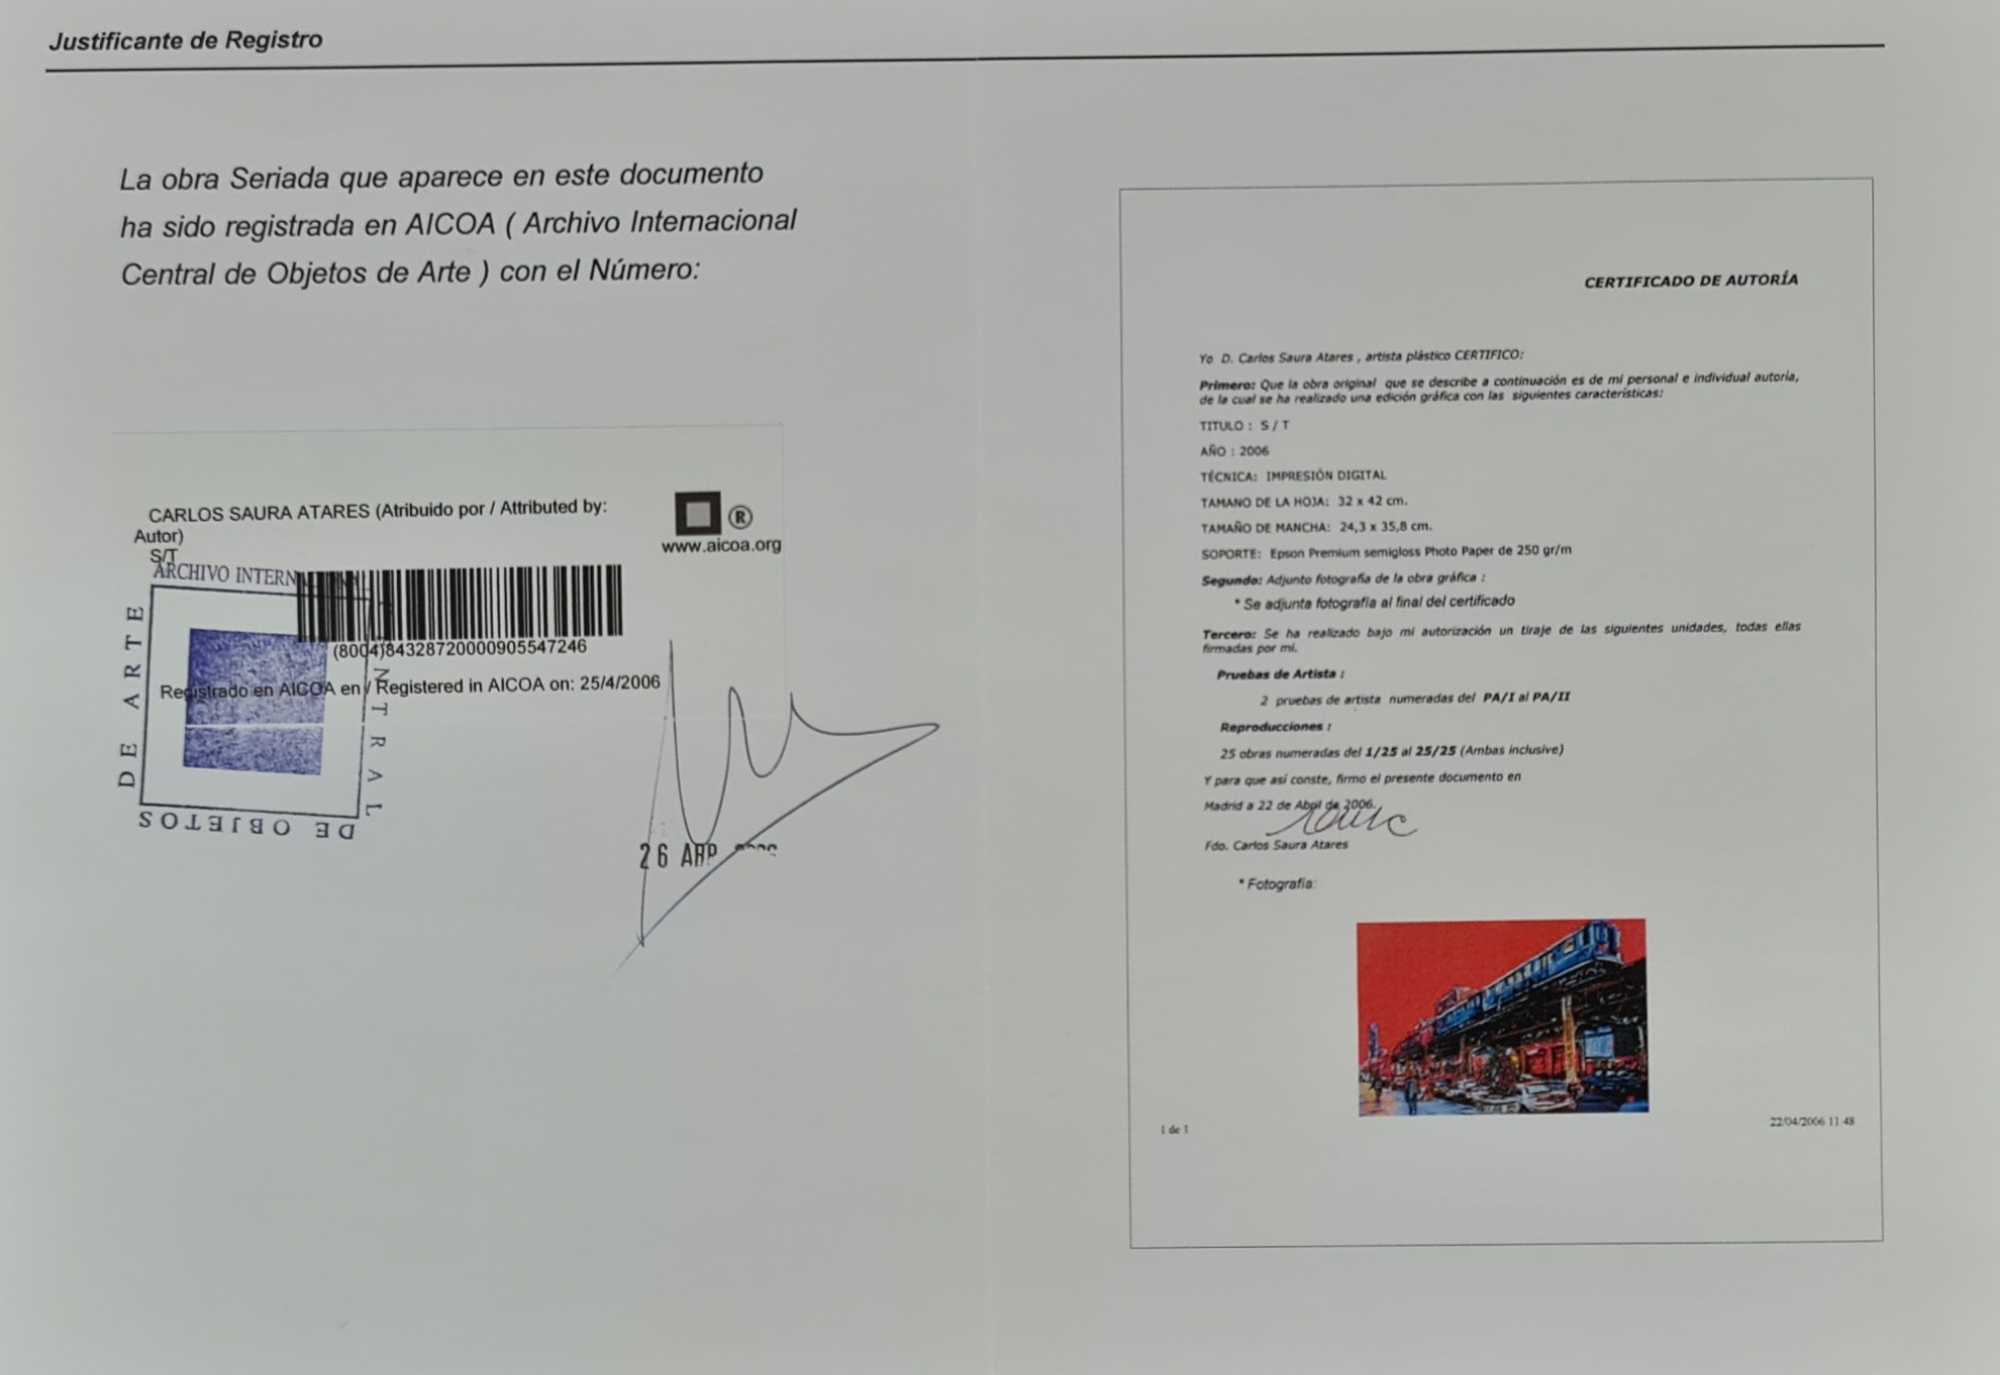 Justificante de Registro
La obra Seriada que aparece en este documento
ha sido registrada en AICOA ( Archivo Internacional
Central de Objetos de Arte ) con el Número:
CARLOS SAURA ATARES (Atribuido por / Attributed by:
Autor)
S/T
®
www.aicoa.org
ARCHIVO
DE ARTE
DE OBJETOS
(8004)84328720000905547246
Registrado en AICOA en / Registered in AICOA on: 25/4/2006
26 ABR
CERTIFICADO DE AUTORÍA
Yo D. Carlos Saura Atares , artista plástico CERTIFICO:
Primero: Que la obra original que se describe a continuación es de mi personal e individual autoría,
de la cual se ha realizado una edición gráfica con las siguientes características:
TITULO : S / T
AÑO : 2006
TÉCNICA: IMPRESIÓN DIGITAL
TAMANO DE LA HOJA: 32 x 42 cm.
TAMAÑO DE MANCHA: 24,3 x 35,8 cm.
SOPORTE: Epson Premium semigloss Photo Paper de 250 gr/m
Segundo: Adjunto fotografía de la obra gráfica :
* Se adjunta fotografía al final del certificado
Tercero: Se ha realizado bajo mi autorización un tiraje de las siguientes unidades, todas ellas
firmadas por mi.
Pruebas de Artista :
2 pruebas de artista numeradas del PA/I al PA/II
Reproducciones :
25 obras numeradas del 1/25 al 25/25 (Ambas inclusive)
Y para que así conste, firmo el presente documento en
Madrid a 22 de Abril de 2006.
Fdo. Carlos Saura Atares
* Fotografía:
1 de 1
22/04/2006 11:48